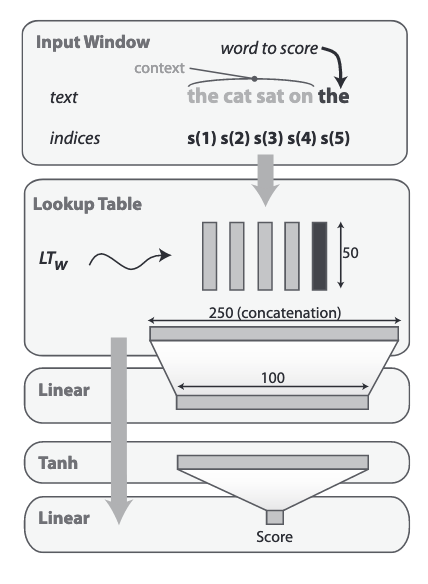 Input Window
word to score
context
text the cat sat on the
indices s(1) s(2) s(3) s(4) s(5)
Lookup Table
LTw
50
250 (concatenation)
100
Linear
Tanh
Linear
Score